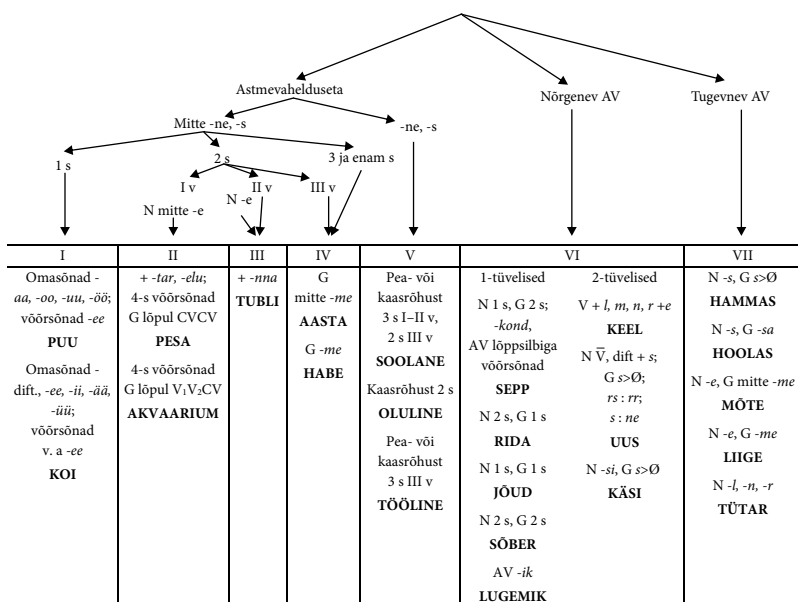 Astmevahelduseta
Nõrgenev AV
Tugevnev AV
Mitte -ne, -s
-ne, -s
1 s
2 s
3 ja enam s
I v
II v
III v
N mitte -e
N -e
I
II
III
IV
V
VI
VII
Omasõnad -
aa, -oo, -uu, -öö;
võõrsõnad -ee
PUU
Omasõnad -
dift., -ee, -ii, -ää,
-üü;
võõrsõnad
v. a -ee
KOI
+ -tar, -elu;
4-s võõrsõnad
G lõpul CVCV
PESA
4-s võõrsõnad
G lõpul V₁V₂CV
AKVAARIUM
+ -nna
TUBLI
G
mitte -me
AASTA
G -me
HABE
Pea- või
kaasrõhust
3 s I–II v,
2 s III v
SOOLANE
Kaasrõhust 2 s
OLULINE
Pea- või
kaasrõhust
3 s III v
TÖÖLINE
1-tüvelised
N 1 s, G 2 s;
-kond,
AV lõppsilbiga
võõrsõnad
SEPP
N 2 s, G 1 s
RIDA
N 1 s, G 1 s
JÕUD
N 2 s, G 2 s
SÕBER
AV -ik
LUGEMIK
2-tüvelised
V + l, m, n, r +e
KEEL
N V̅, dift + s;
G s>Ø;
rs : rr;
s : ne
UUS
N -si, G s>Ø
KÄSI
N -s, G s>Ø
HAMMAS
N -s, G -sa
HOOLAS
N -e, G mitte -me
MÕTE
N -e, G -me
LIIGE
N -l, -n, -r
TÜTAR